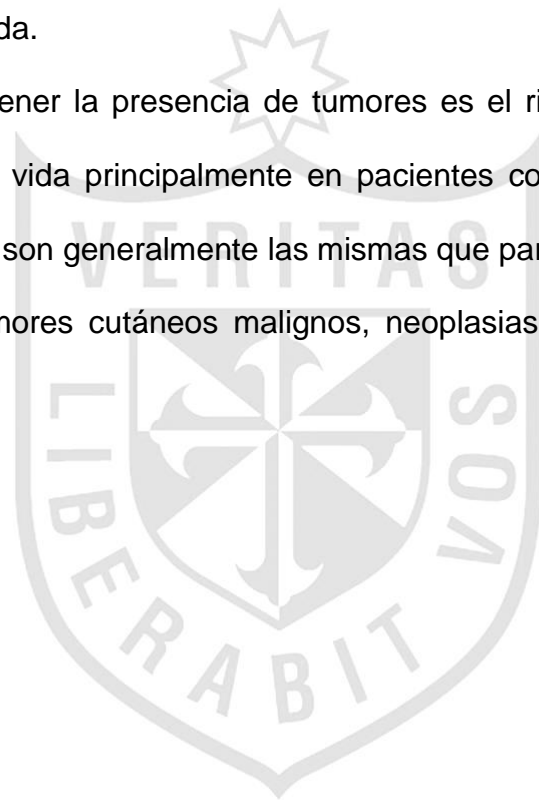 da.
ener la presencia de tumores es el ri
vida principalmente en pacientes co
son generalmente las mismas que par
mores cutáneos malignos, neoplasias
VERITAS
LIBERABIT VOS